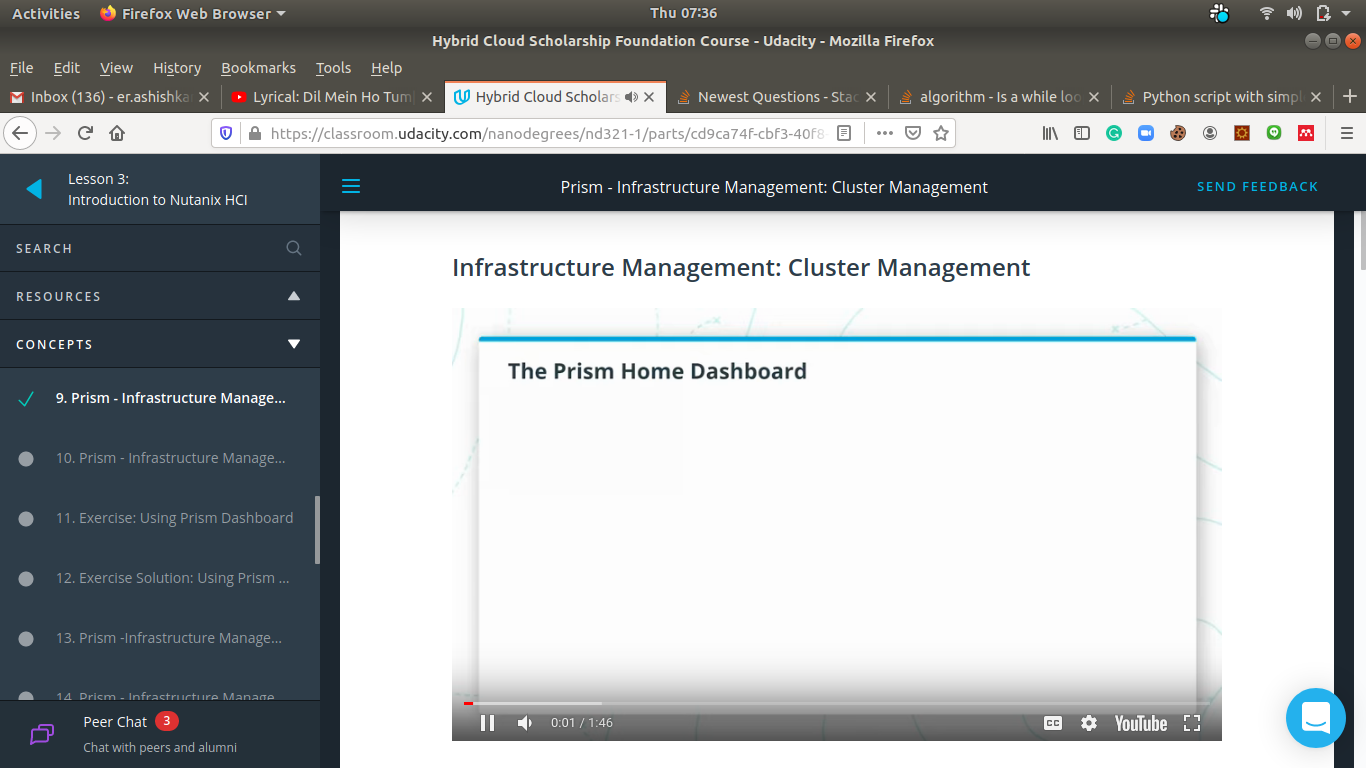 Activities Firefox Web Browser Thu 07:36
Hybrid Cloud Scholarship Foundation Course - Udacity - Mozilla Firefox
File Edit View History Bookmarks Tools Help
Inbox (136) - er.ashishka Lyrical: Dil Mein Ho Tum Hybrid Cloud Scholars Newest Questions - Stac algorithm - Is a while loo Python script with simpl
https://classroom.udacity.com/nanodegrees/nd321-1/parts/cd9ca74f-cbf3-40f8-
Lesson 3:
Introduction to Nutanix HCI
Prism - Infrastructure Management: Cluster Management
SEND FEEDBACK
SEARCH
RESOURCES
CONCEPTS
9. Prism - Infrastructure Manage...
10. Prism - Infrastructure Manage...
11. Exercise: Using Prism Dashboard
12. Exercise Solution: Using Prism ...
13. Prism -Infrastructure Manage...
14. Prism - Infrastructure Manage
Peer Chat 3
Chat with peers and alumni
Infrastructure Management: Cluster Management
The Prism Home Dashboard
0:01 / 1:46
CC YouTube